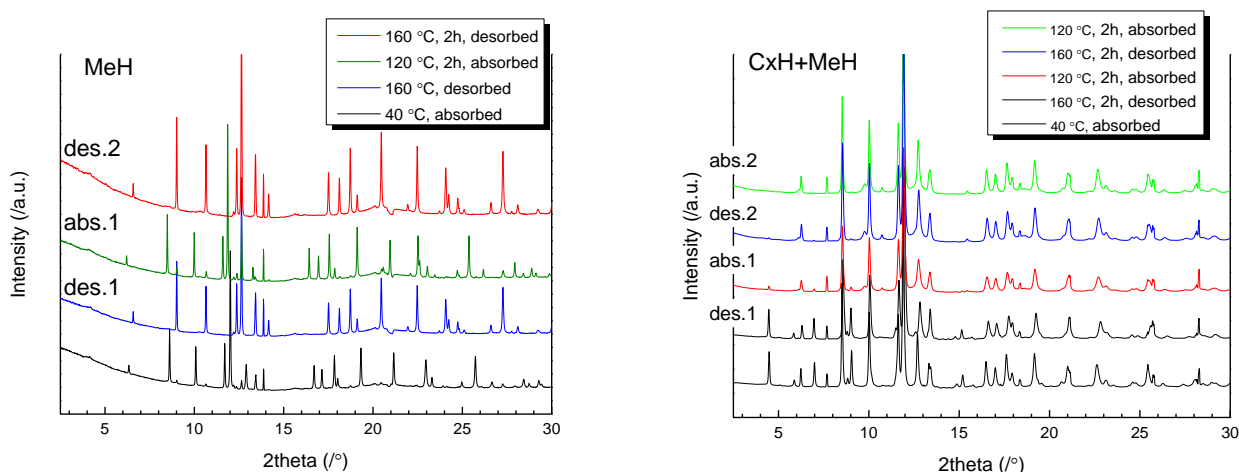 MeH
160 °C, 2h, desorbed
120 °C, 2h, absorbed
160 °C, desorbed
40 °C, absorbed
des.2
abs.1
des.1
Intensity (/a.u.)
5 10 15 20 25 30
2theta (/°)
CxH+MeH
120 °C, 2h, absorbed
160 °C, 2h, desorbed
120 °C, 2h, absorbed
160 °C, 2h, desorbed
40 °C, absorbed
abs.2
des.2
abs.1
des.1
Intensity (/a.u.)
5 10 15 20 25 30
2theta (/°)